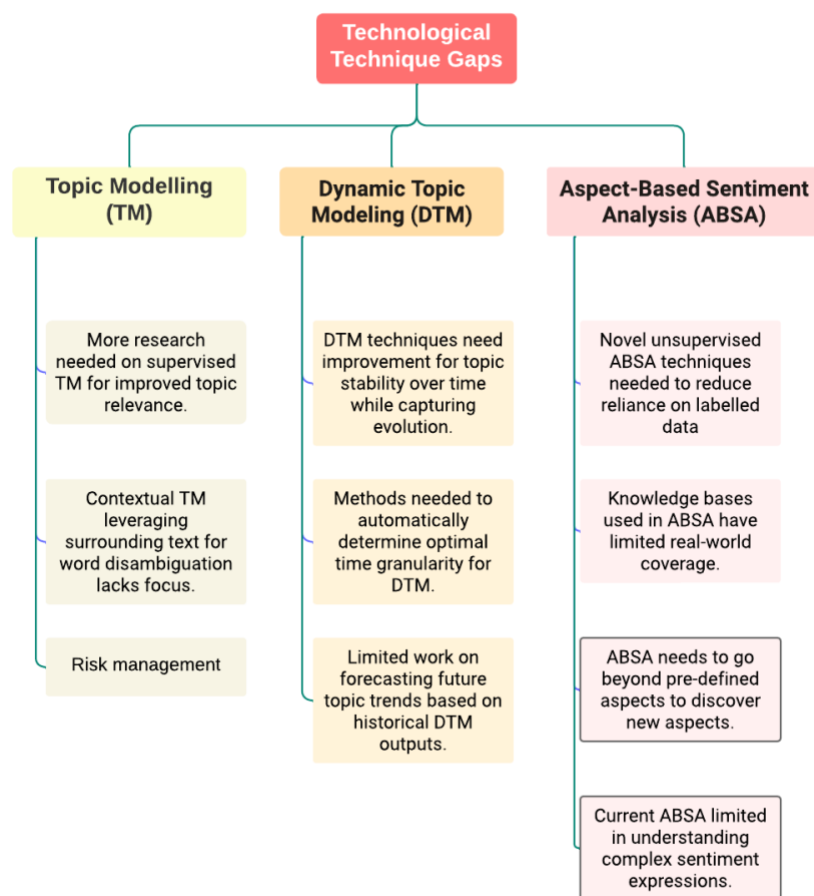 Technological
Technique Gaps
Topic Modelling
(TM)
More research
needed on supervised
TM for improved topic
relevance.
Contextual TM
leveraging
surrounding text for
word disambiguation
lacks focus.
Risk management
Dynamic Topic
Modeling (DTM)
DTM techniques need
improvement for topic
stability over time
while capturing
evolution.
Methods needed to
automatically
determine optimal
time granularity for
DTM.
Limited work on
forecasting future
topic trends based on
historical DTM
outputs.
Aspect-Based Sentiment
Analysis (ABSA)
Novel unsupervised
ABSA techniques
needed to reduce
reliance on labelled
data
Knowledge bases
used in ABSA have
limited real-world
coverage.
ABSA needs to go
beyond pre-defined
aspects to discover
new aspects.
Current ABSA limited
in understanding
complex sentiment
expressions.